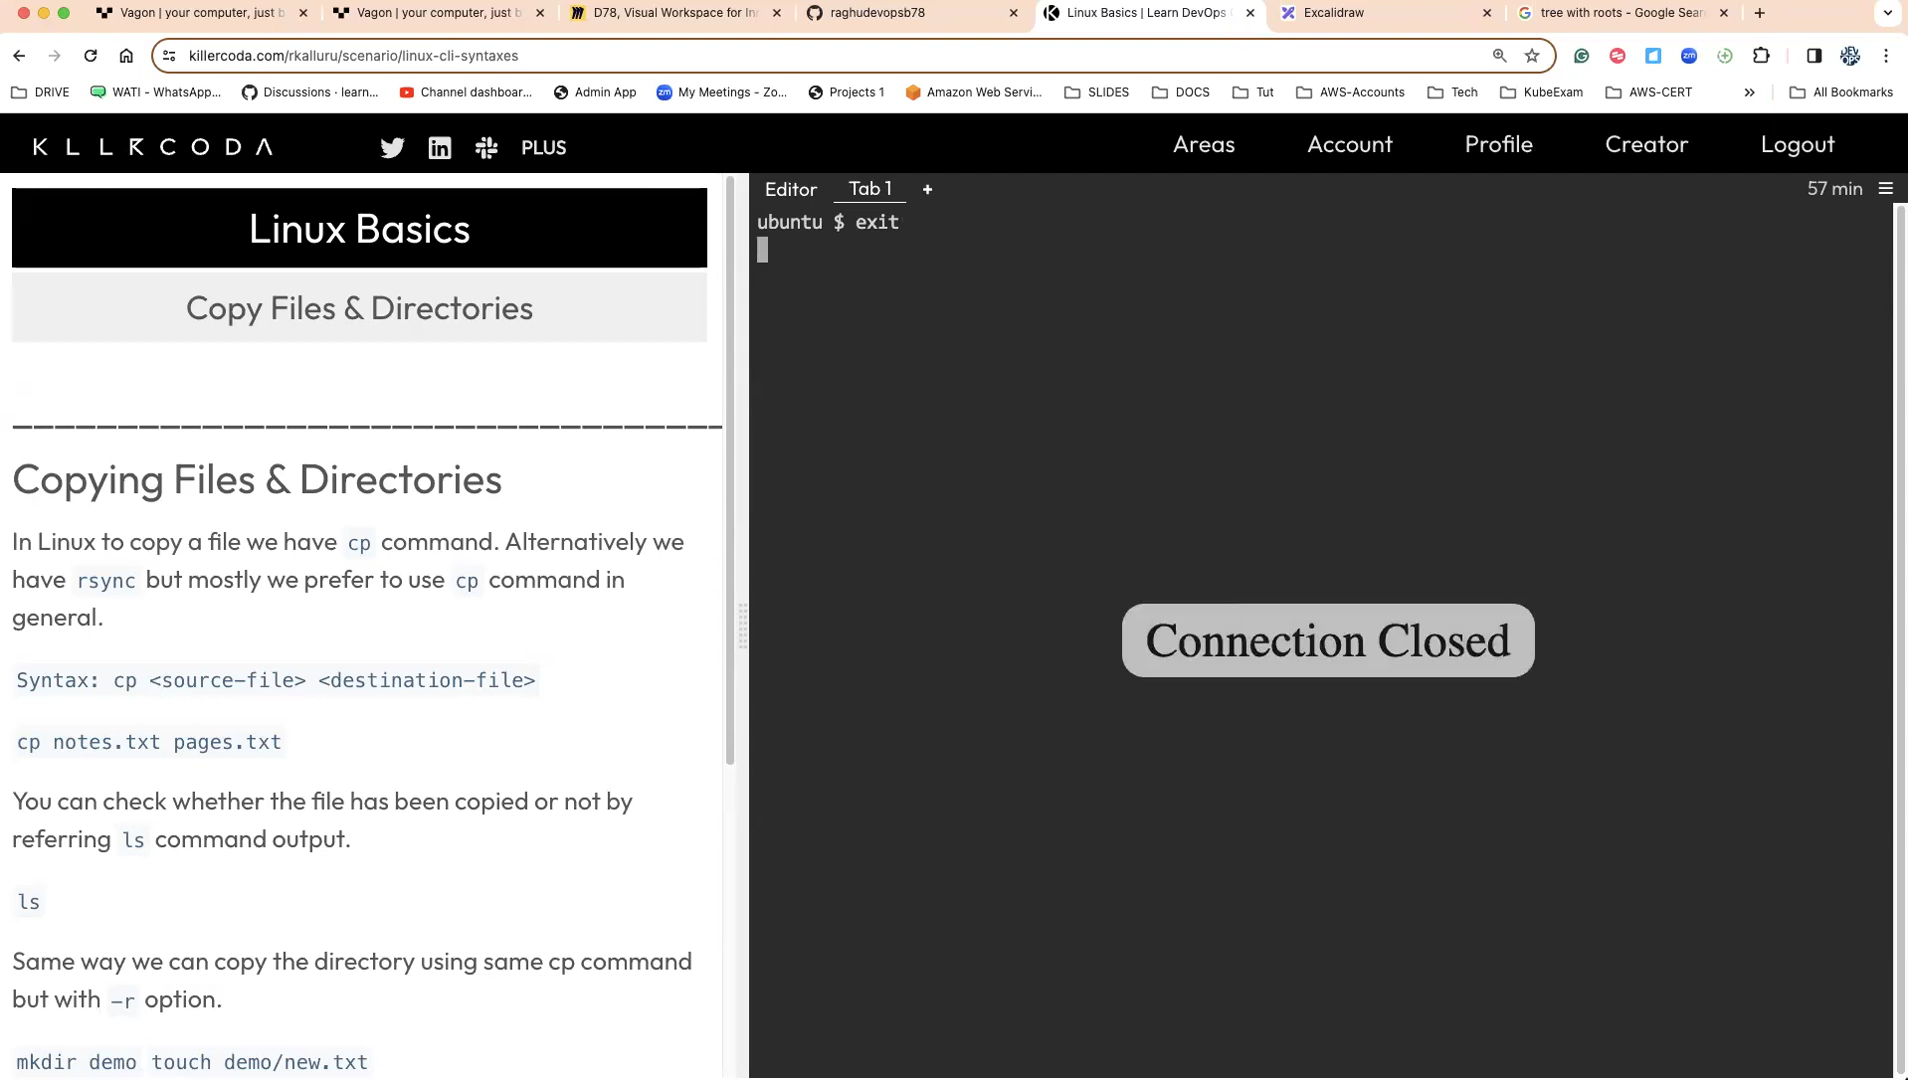 Vagon | your computer, just b
Vagon | your computer, just b
D78, Visual Workspace for Inn
raghudevopsb78
Linux Basics | Learn DevOps
Excalidraw
tree with roots - Google Sear
killercoda.com/rkalluru/scenario/linux-cli-syntaxes
DRIVE
WATI - WhatsApp...
Discussions · learn...
Channel dashboar...
Admin App
My Meetings - Zo...
Projects 1
Amazon Web Servi...
SLIDES
DOCS
Tut
AWS-Accounts
Tech
KubeExam
AWS-CERT
»
All Bookmarks
KLLRCODA
PLUS
Areas
Account
Profile
Creator
Logout
Linux Basics
Copy Files & Directories
Copying Files & Directories
In Linux to copy a file we have cp command. Alternatively we
have rsync but mostly we prefer to use cp command in
general.
Syntax: cp <source-file> <destination-file>
cp notes.txt pages.txt
You can check whether the file has been copied or not by
referring ls command output.
ls
Same way we can copy the directory using same cp command
but with -r option.
mkdir demo touch demo/new.txt
Editor
Tab 1
+
57 min
ubuntu $ exit
Connection Closed